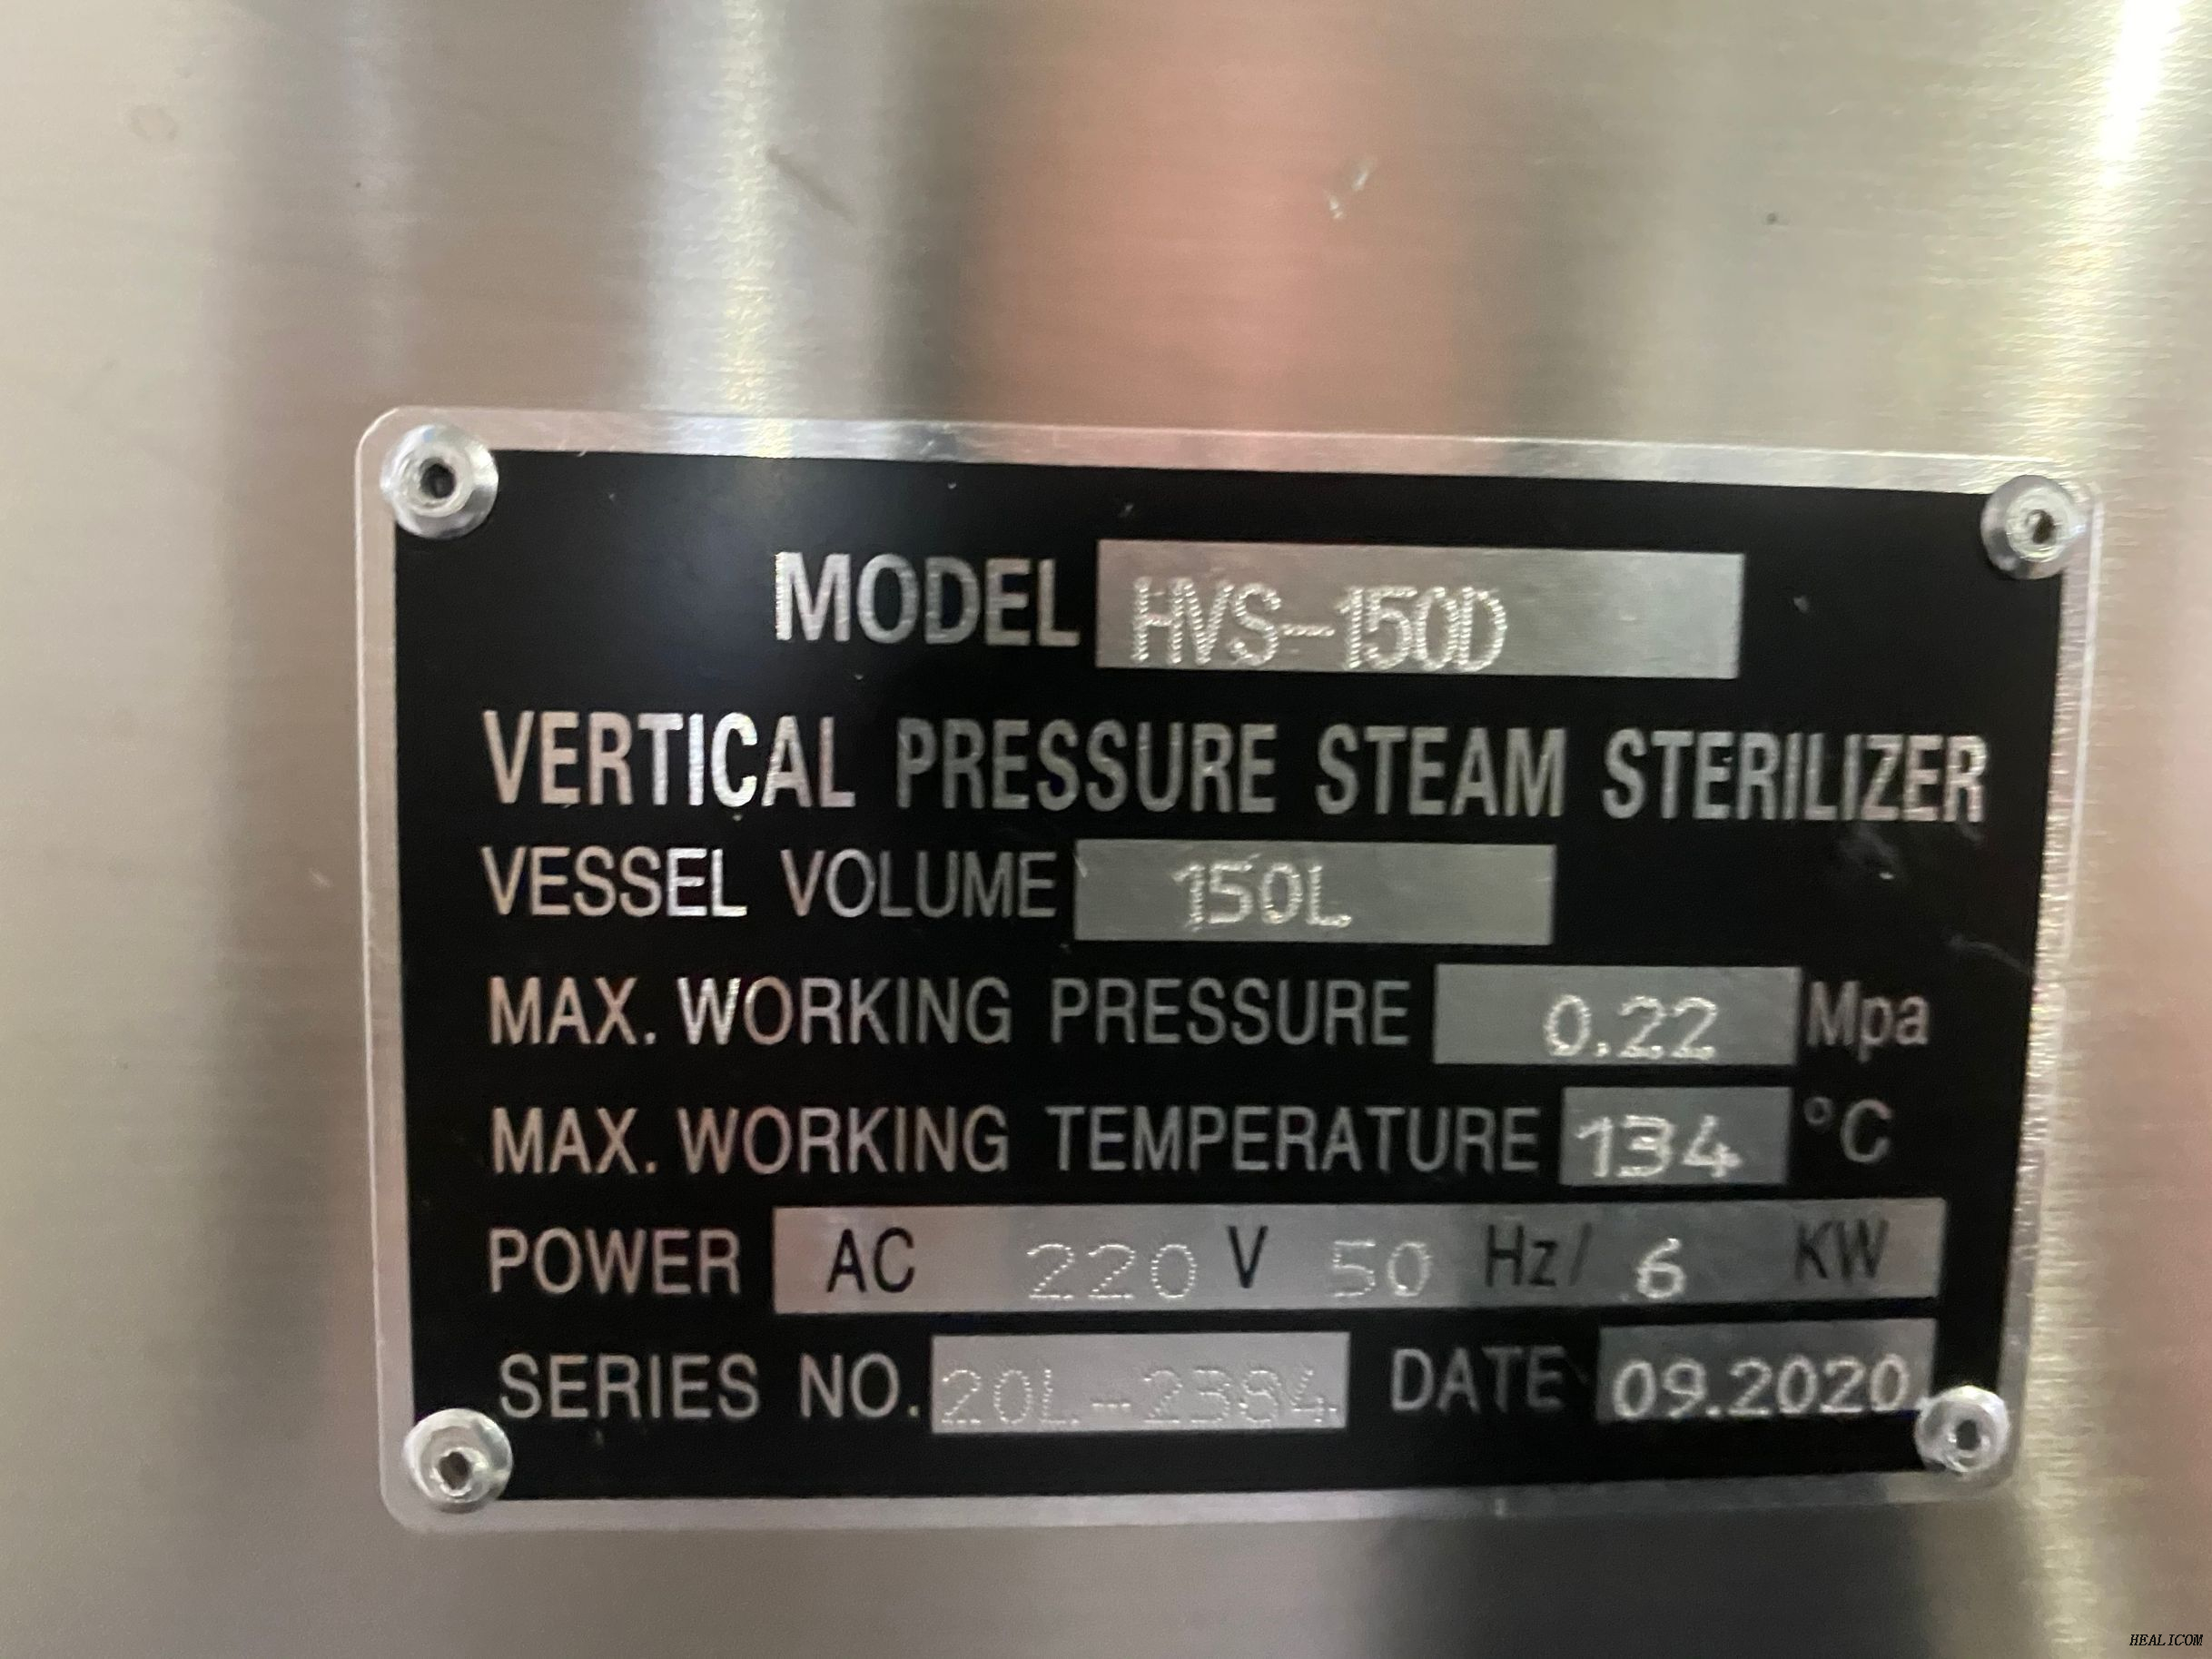 MODEL HVS-150D
VERTICAL PRESSURE STEAM STERILIZER
VESSEL VOLUME 150L
MAX. WORKING PRESSURE 0.22 Mpa
MAX. WORKING TEMPERATURE 134 °C
POWER AC 220 V 50 Hz/ 6 KW
SERIES NO. 20L-2384 DATE 09.2020
HEALICOM